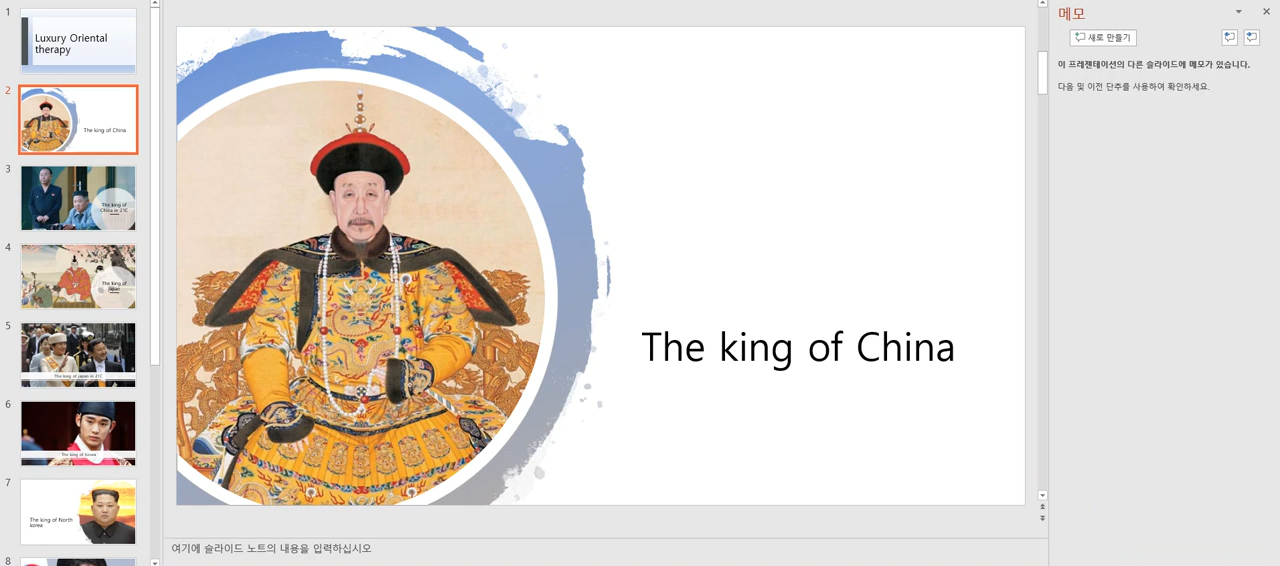 1
Luxury Oriental
therapy
2
The king of China
3
The king of
China in 21C
4
The king of
japan
5
The king of japan in 21C
6
The king of korea
7
The king of North
korea
8
The king of China
여기에 슬라이드 노트의 내용을 입력하십시오
메모
새로 만들기
이 프레젠테이션의 다른 슬라이드에 메모가 있습니다.
다음 및 이전 단추를 사용하여 확인하세요.